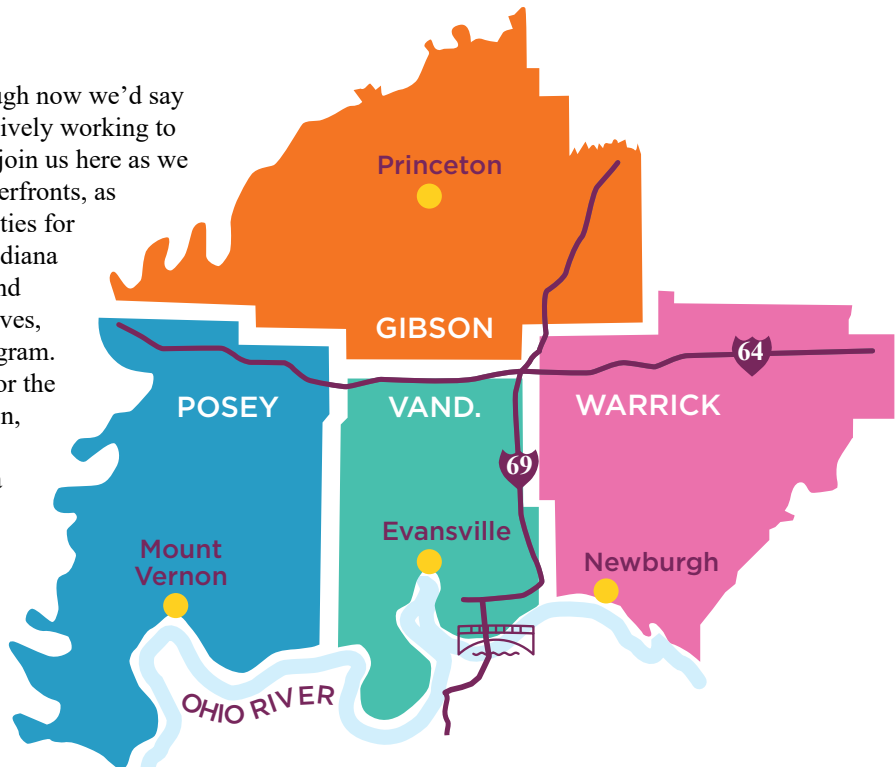 ugh now we'd say
ively working to
join us here as we
erfronts, as
ties for
diana
nd
ves,
gram.
or the
n,
Princeton
GIBSON
64
POSEY
VAND.
WARRICK
69
Evansville
Mount
Vernon
Newburgh
OHIO RIVER